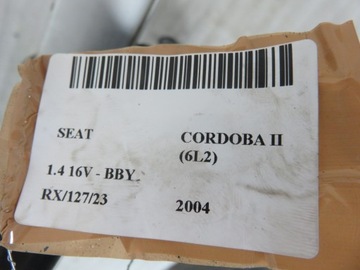 SEAT CORDOBA II
(6L2)
1.4 16V - BBY
RX/127/23 2004